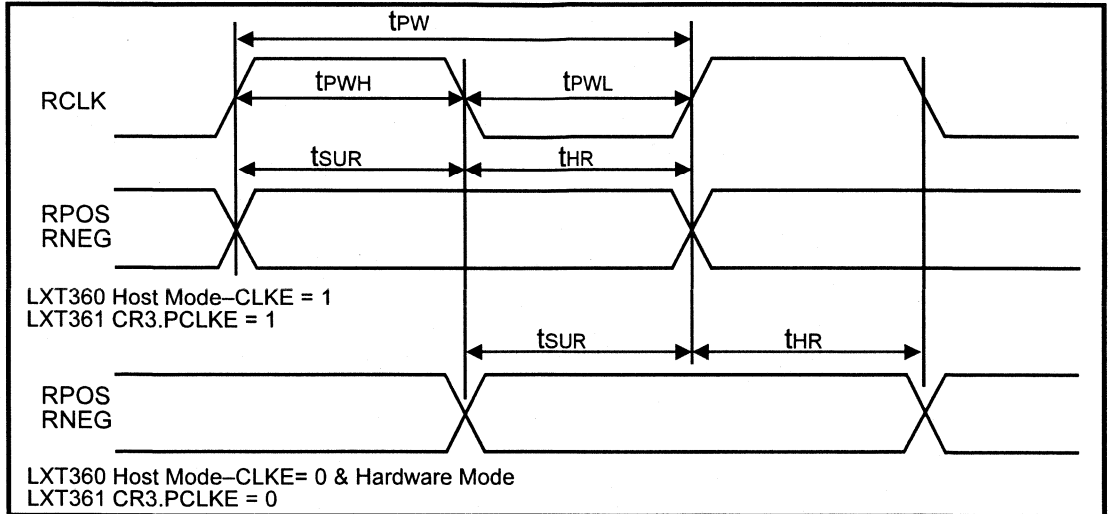 tPW
RCLK
tPWH
tPWL
tSUR
tHR
RPOS
RNEG
LXT360 Host Mode–CLKE = 1
LXT361 CR3.PCLKE = 1
tSUR
tHR
RPOS
RNEG
LXT360 Host Mode–CLKE= 0 & Hardware Mode
LXT361 CR3.PCLKE = 0